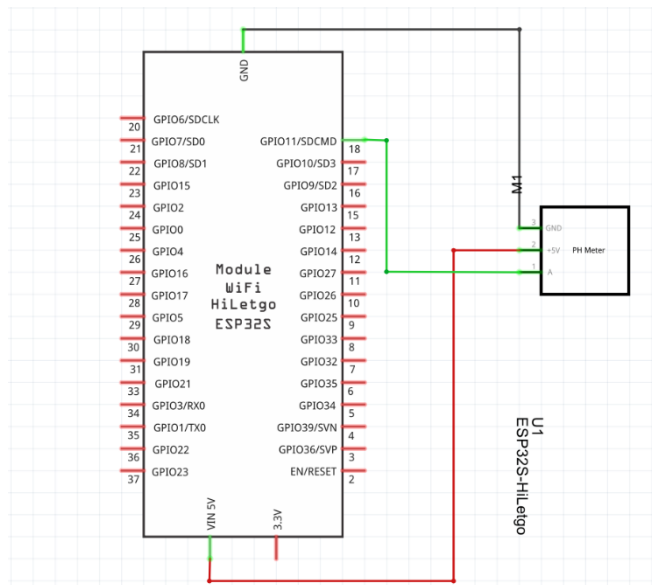 GND
20 GPIO6/SDCLK
21 GPIO7/SD0
22 GPIO8/SD1
23 GPIO15
24 GPIO2
25 GPIO0
26 GPIO4
27 GPIO16
28 GPIO17
29 GPIO5
30 GPIO18
31 GPIO19
33 GPIO21
34 GPIO3/RX0
35 GPIO1/TX0
36 GPIO22
37 GPIO23
Module
WiFi
HiLetgo
ESP32S
GPIO11/SDCMD 18
GPIO10/SD3 17
GPIO9/SD2 16
GPIO13 15
GPIO12 13
GPIO14 12
GPIO27 11
GPIO26 10
GPIO25 9
GPIO33 8
GPIO32 7
GPIO35 6
GPIO34 5
GPIO39/SVN 4
GPIO36/SVP 3
EN/RESET 2
VIN 5V
3.3V
M1
3 GND
2 +5V
1 A
PH Meter
U1
ESP32S-HiLetgo